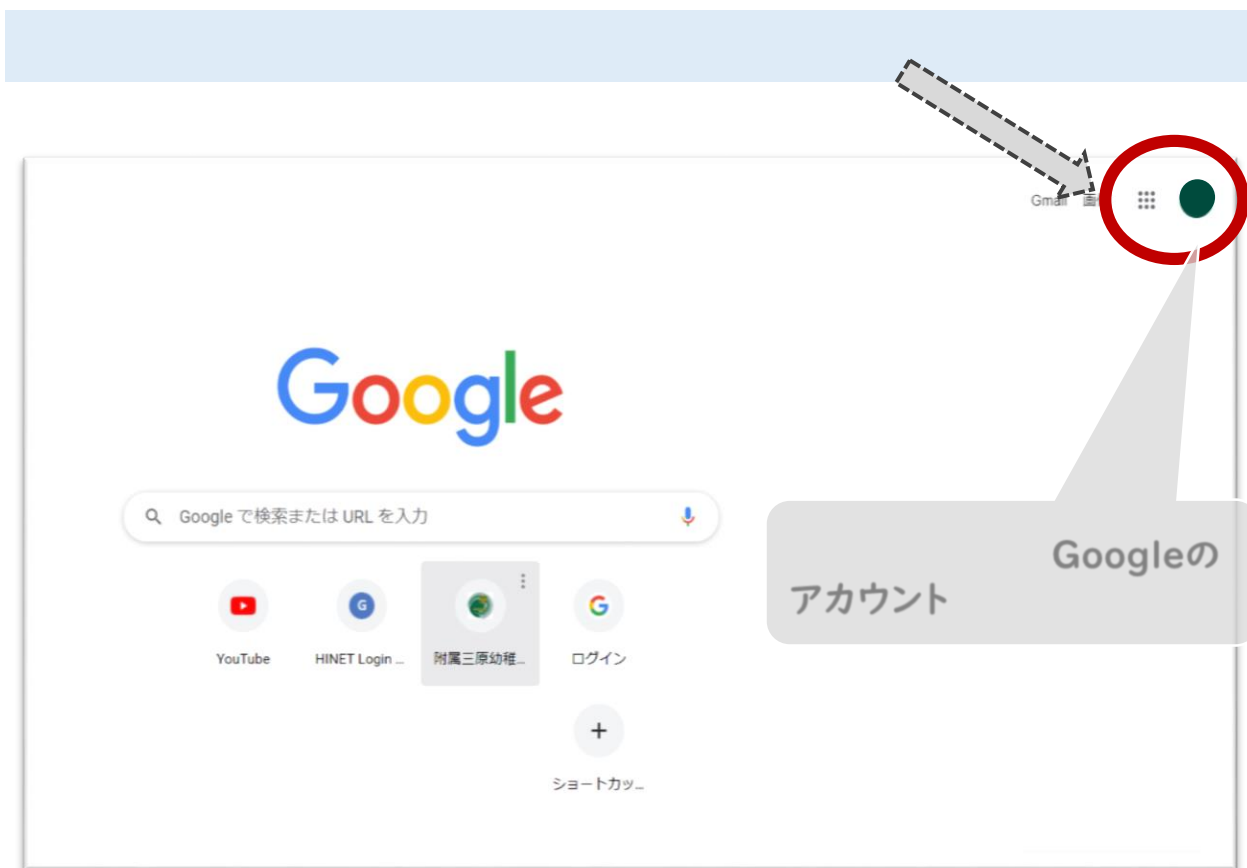 Gmail
Google
Google で検索または URL を入力
Googleの
アカウント
G
YouTube
HINET Login ...
附属三原幼稚...
ログイン
ショートカッ...